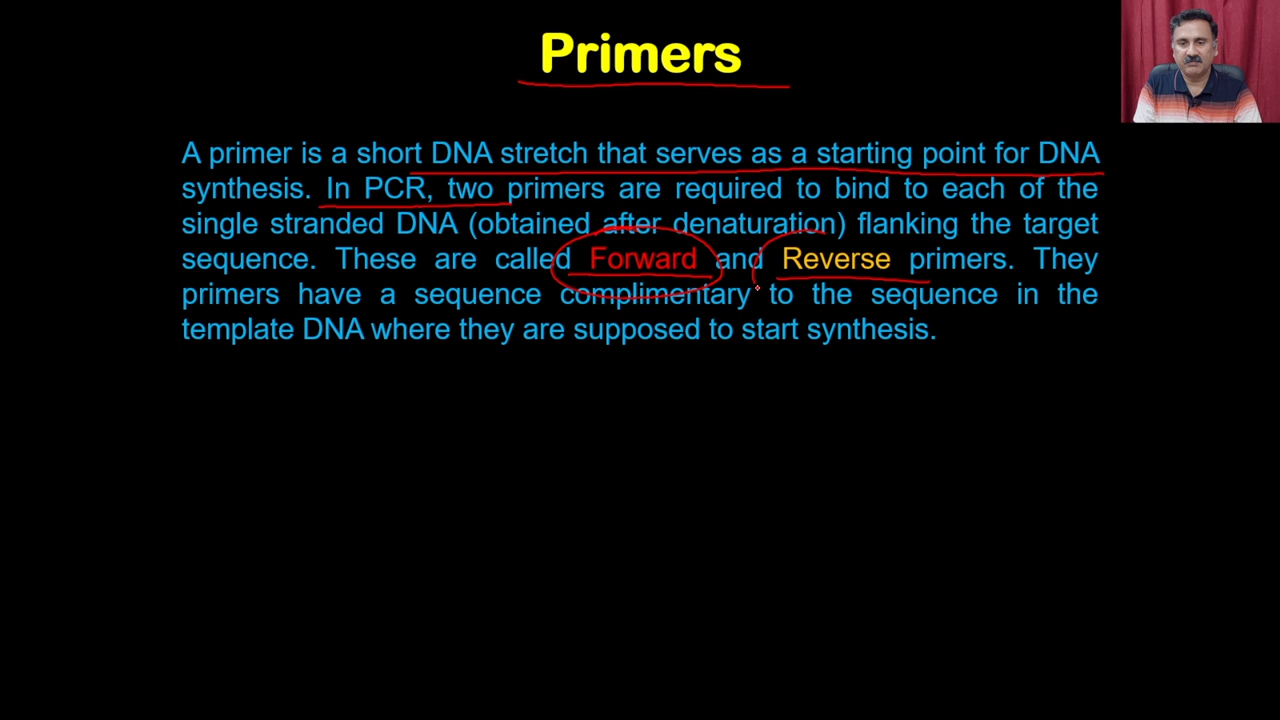 Primers
A primer is a short DNA stretch that serves as a starting point for DNA
synthesis. In PCR, two primers are required to bind to each of the
single stranded DNA (obtained after denaturation) flanking the target
sequence. These are called Forward and Reverse primers. They
primers have a sequence complimentary to the sequence in the
template DNA where they are supposed to start synthesis.